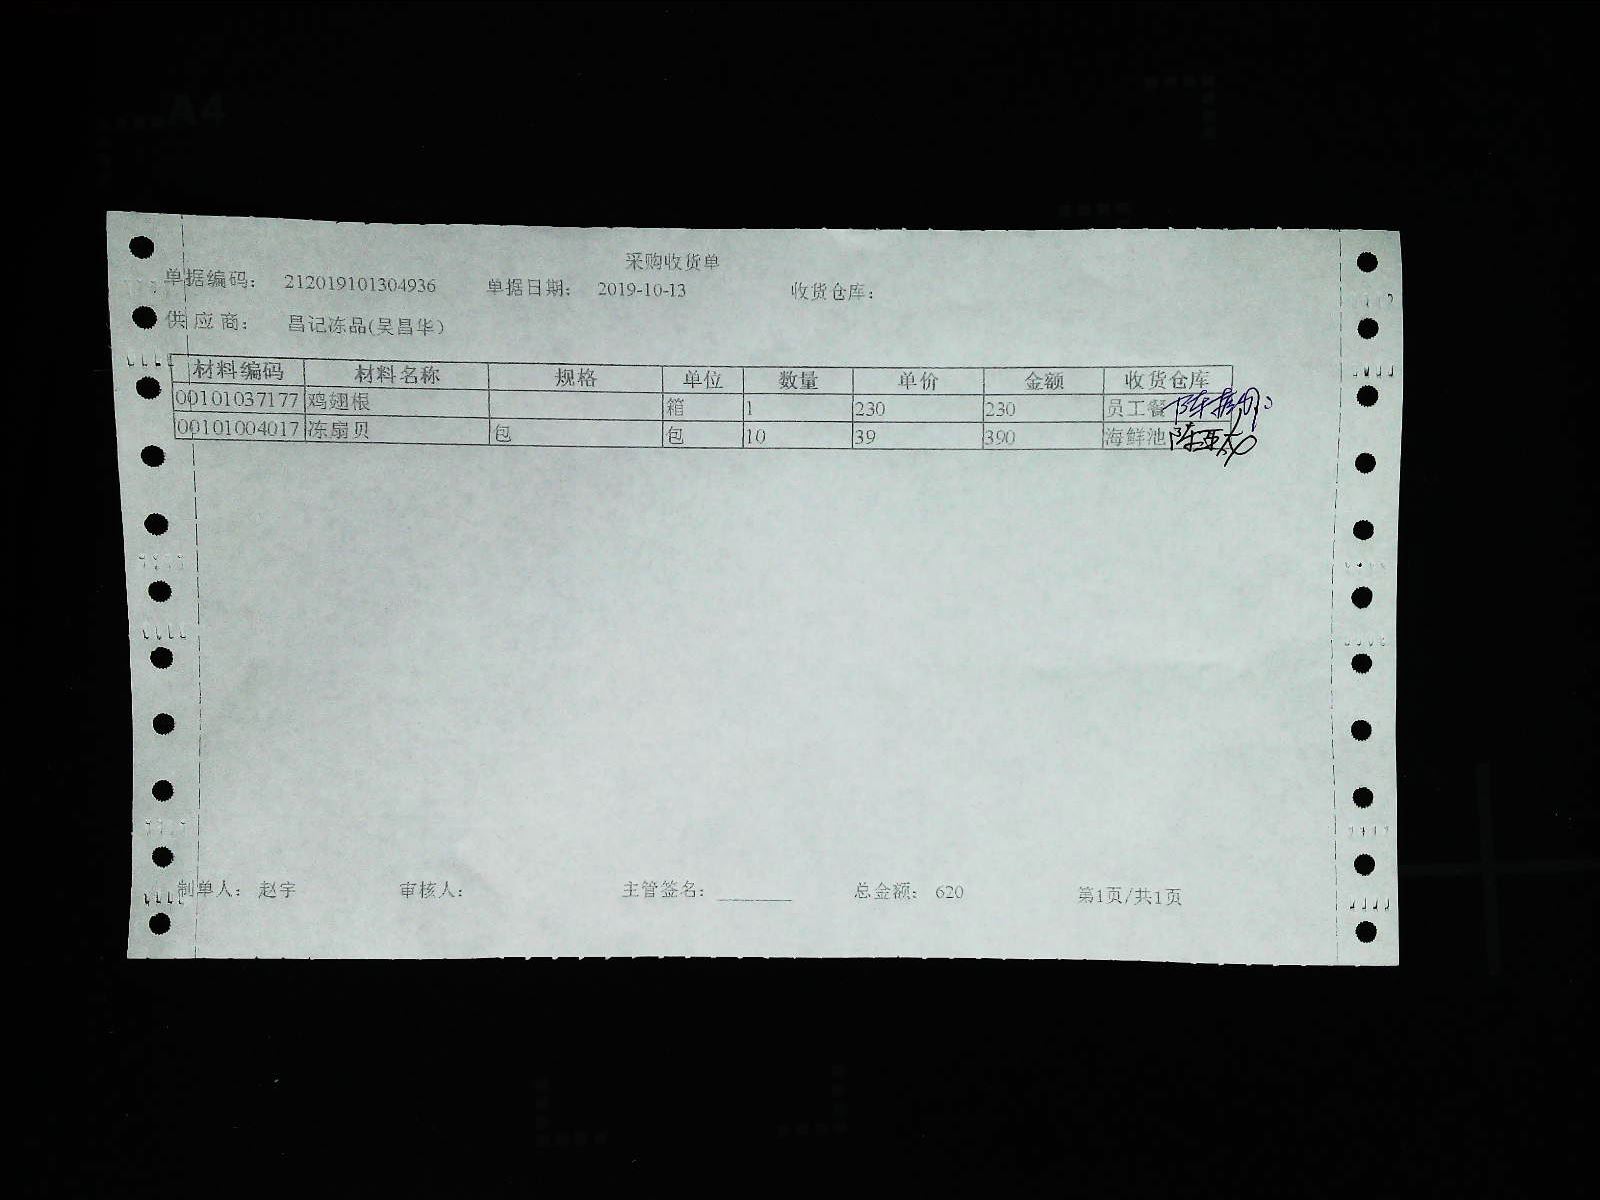 采购收货单
单据编码： 212019101304936 单据日期： 2019-10-13 收货仓库：
供应商： 昌记冻品(吴昌华)
材料编码 材料名称 规格 单位 数量 单价 金额 收货仓库
00101037177 鸡翅根 箱 1 230 230 员工餐
00101004017 冻扇贝 包 包 10 39 390 海鲜池
制单人： 赵宇 审核人： 主管签名： 总金额： 620 第1页/共1页